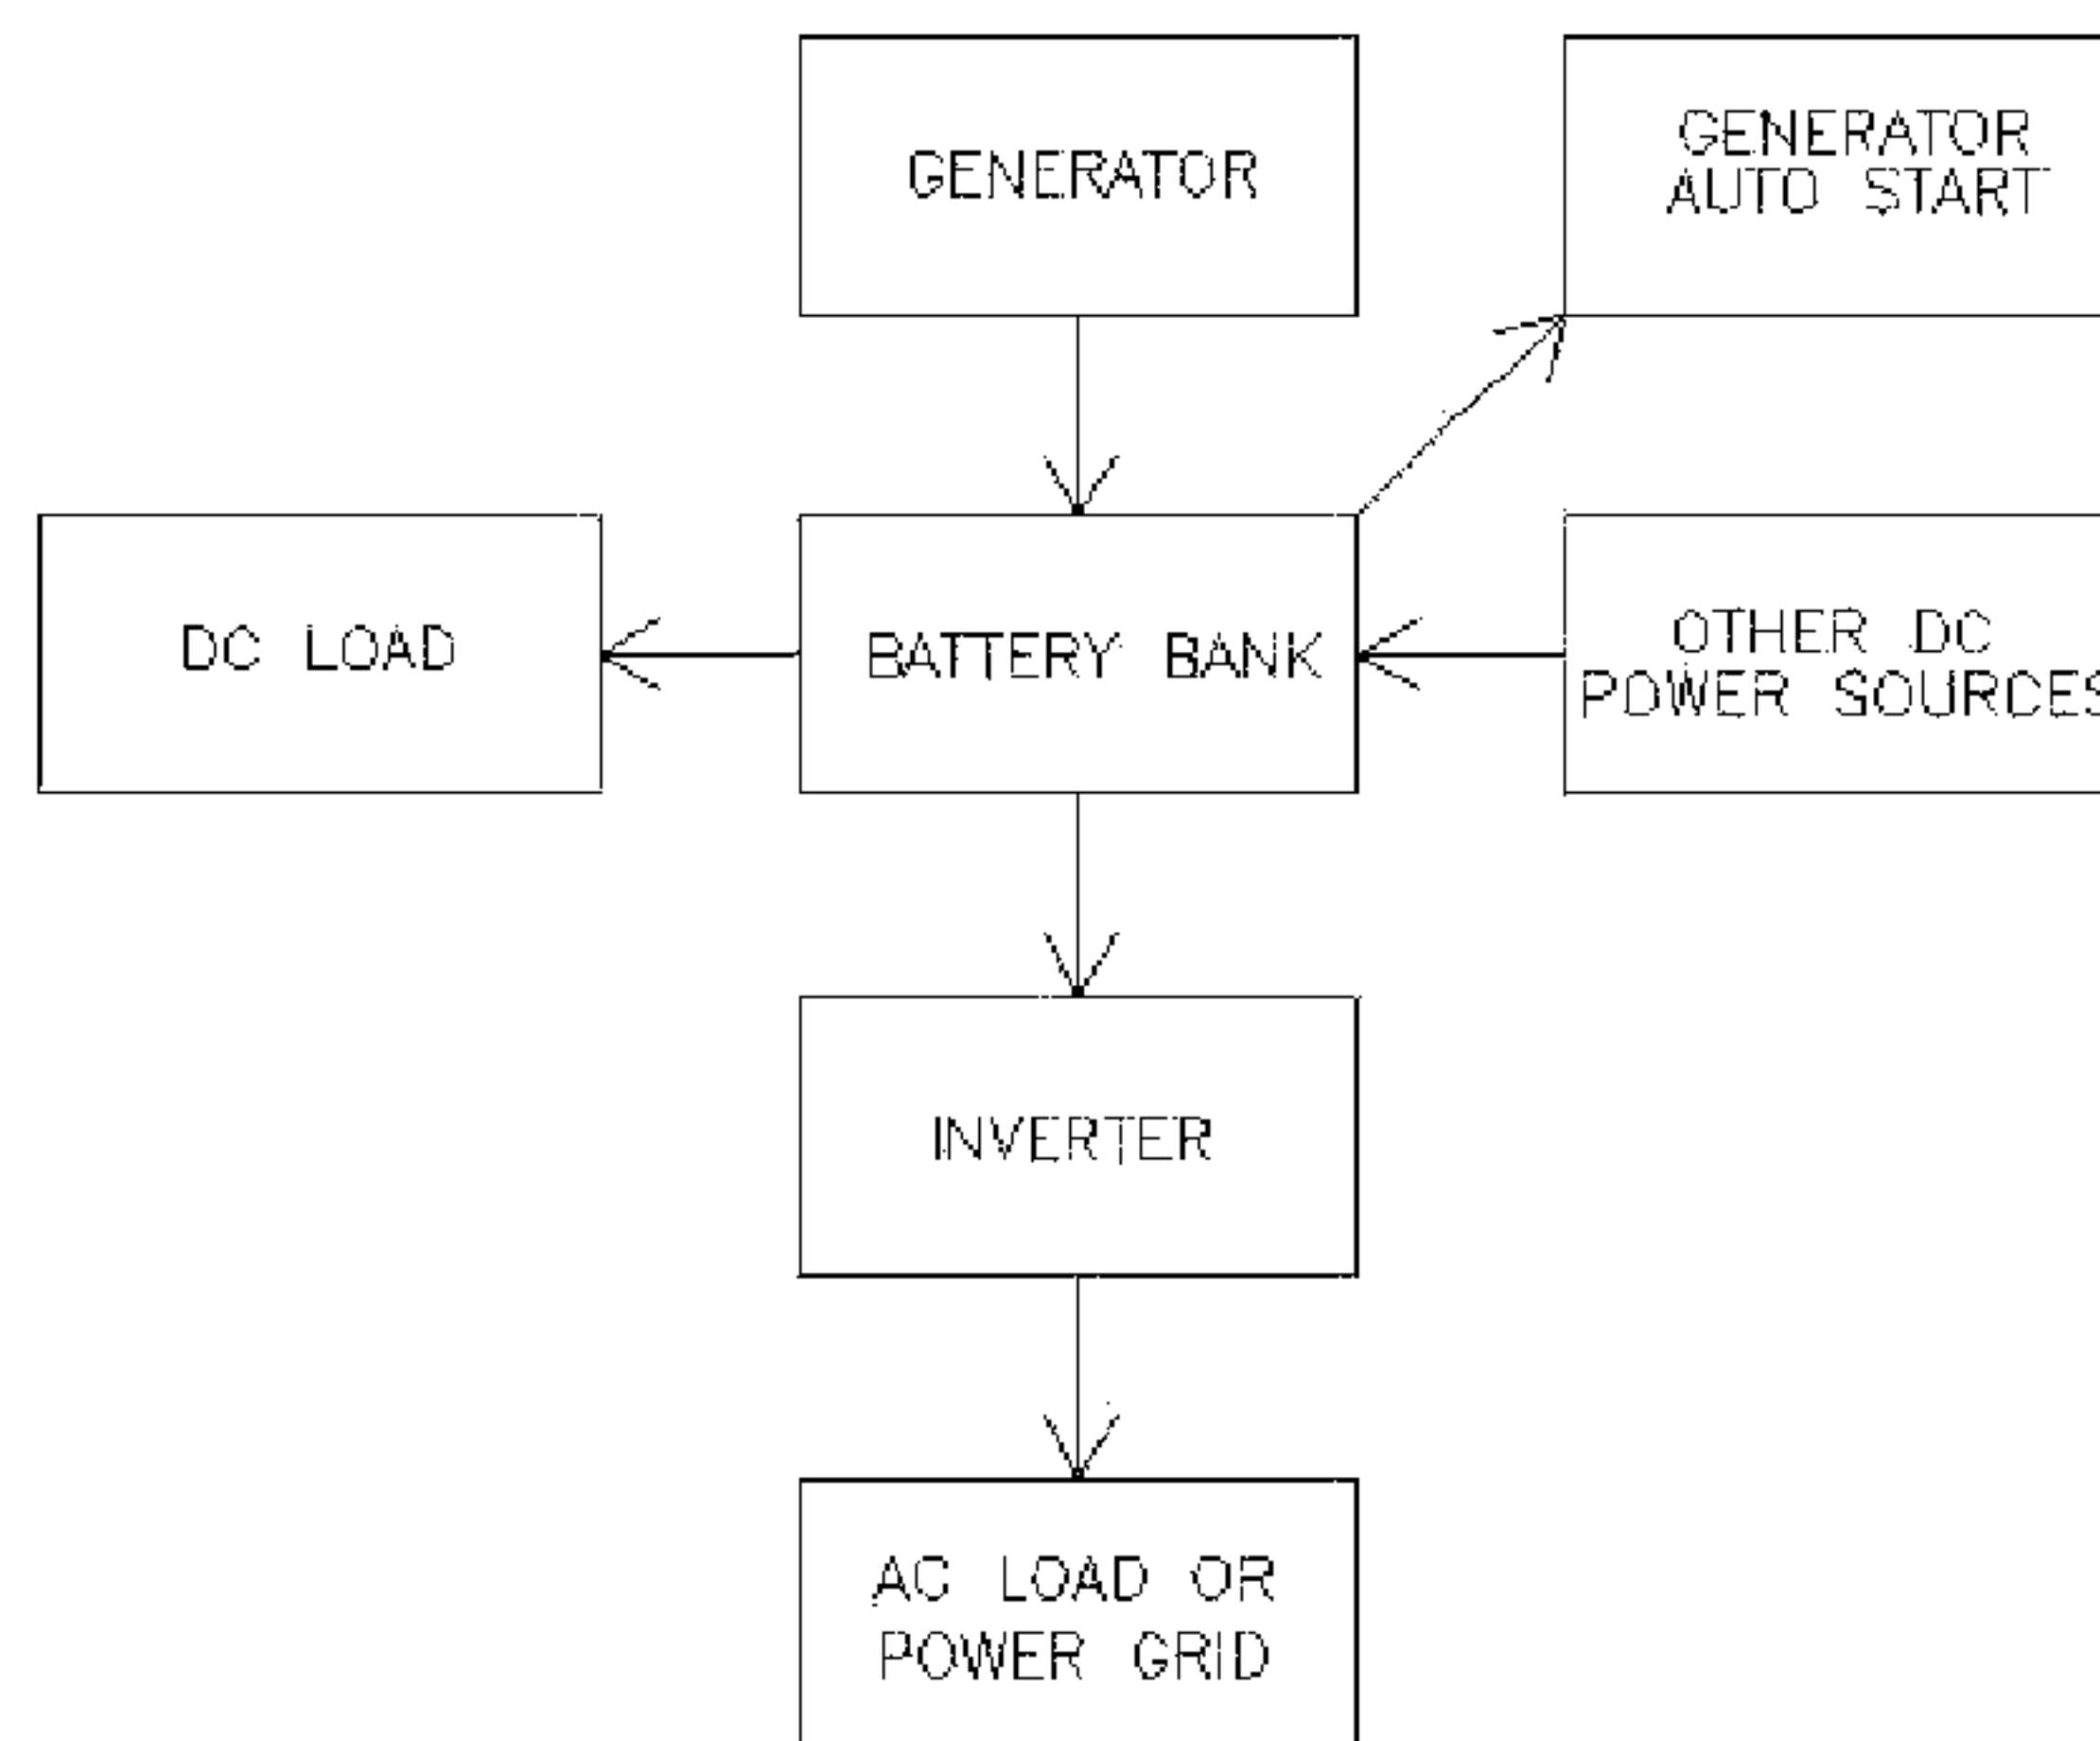 GENERATOR
GENERATOR
AUTO START
DC LOAD
BATTERY BANK
OTHER DC
POWER SOURCES
INVERTER
AC LOAD OR
POWER GRID